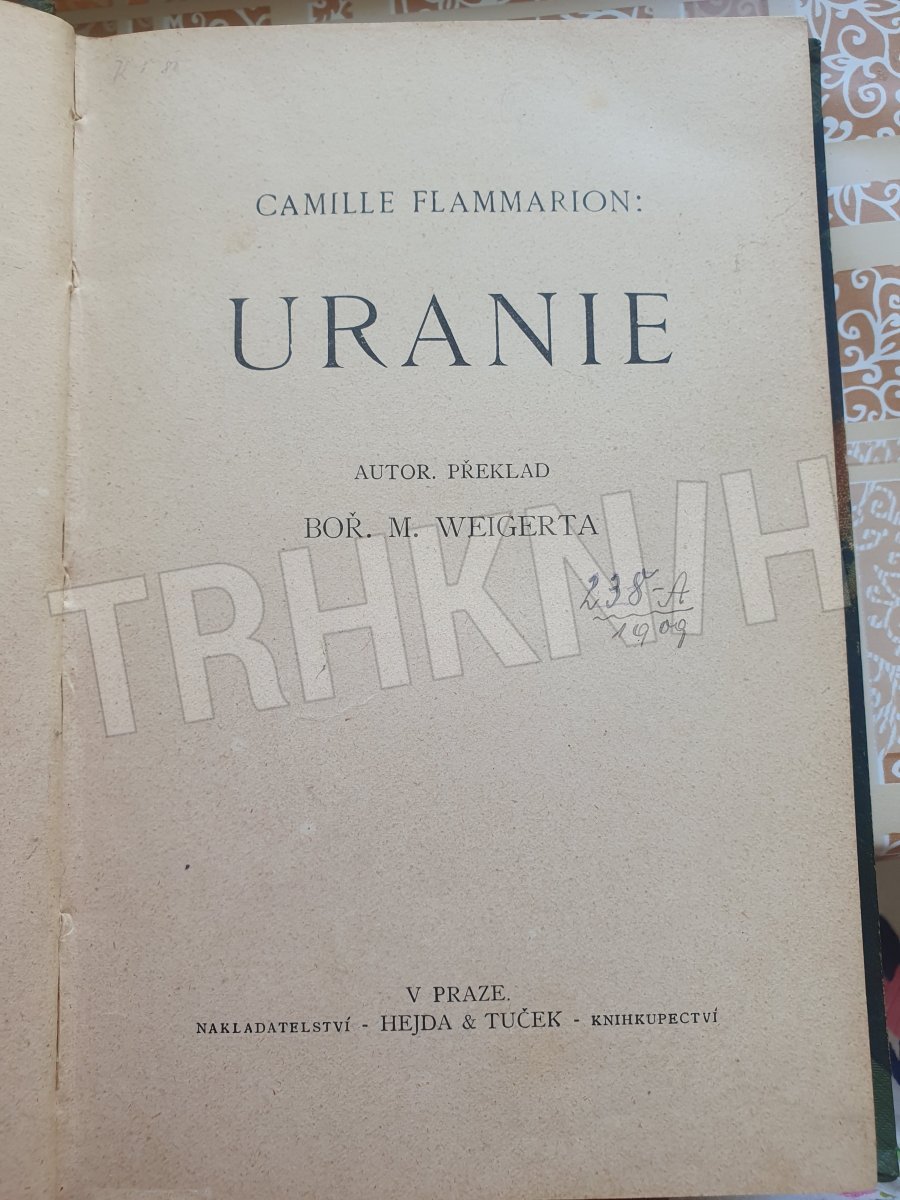 CAMILLE FLAMMARION:
URANIE
AUTOR. PŘEKLAD
BOŘ. M. WEIGERTA
TRHKNIH
238-A
1909
V PRAZE.
NAKLADATELSTVÍ - HEJDA & TUČEK - KNIHKUPECTVÍ